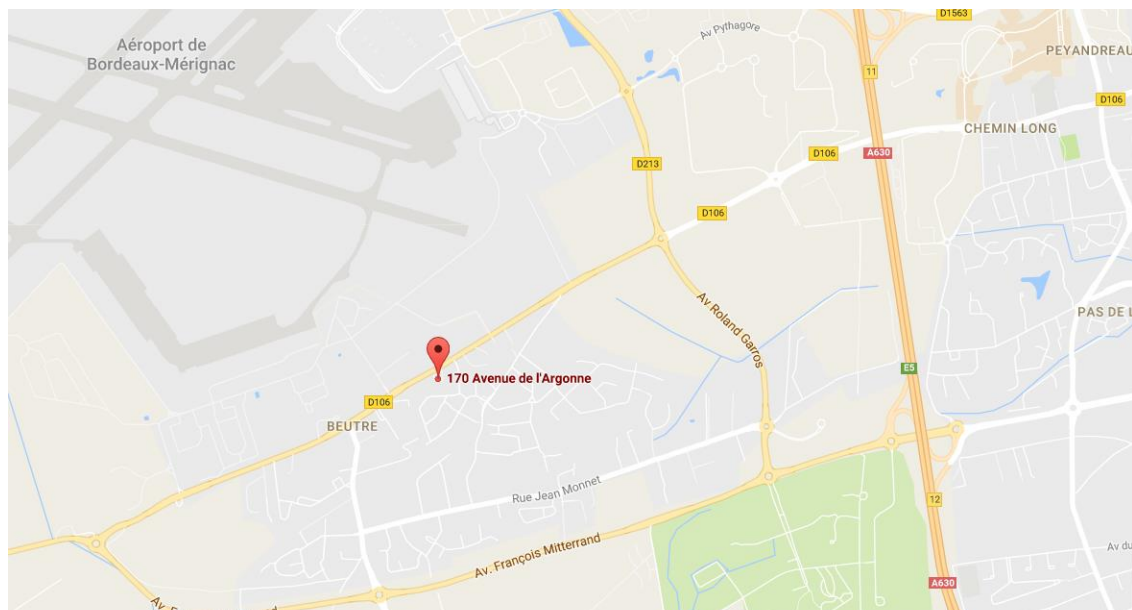 D1563
Av Pythagore
Aéroport de
Bordeaux-Mérignac
PEYANDREAU
11
D106
CHEMIN LONG
D106
A630
D213
D106
Av Roland Garros
PAS DE L
E5
170 Avenue de l'Argonne
D106
BEUTRE
Rue Jean Monnet
12
Av. François Mitterrand
Av du
A630